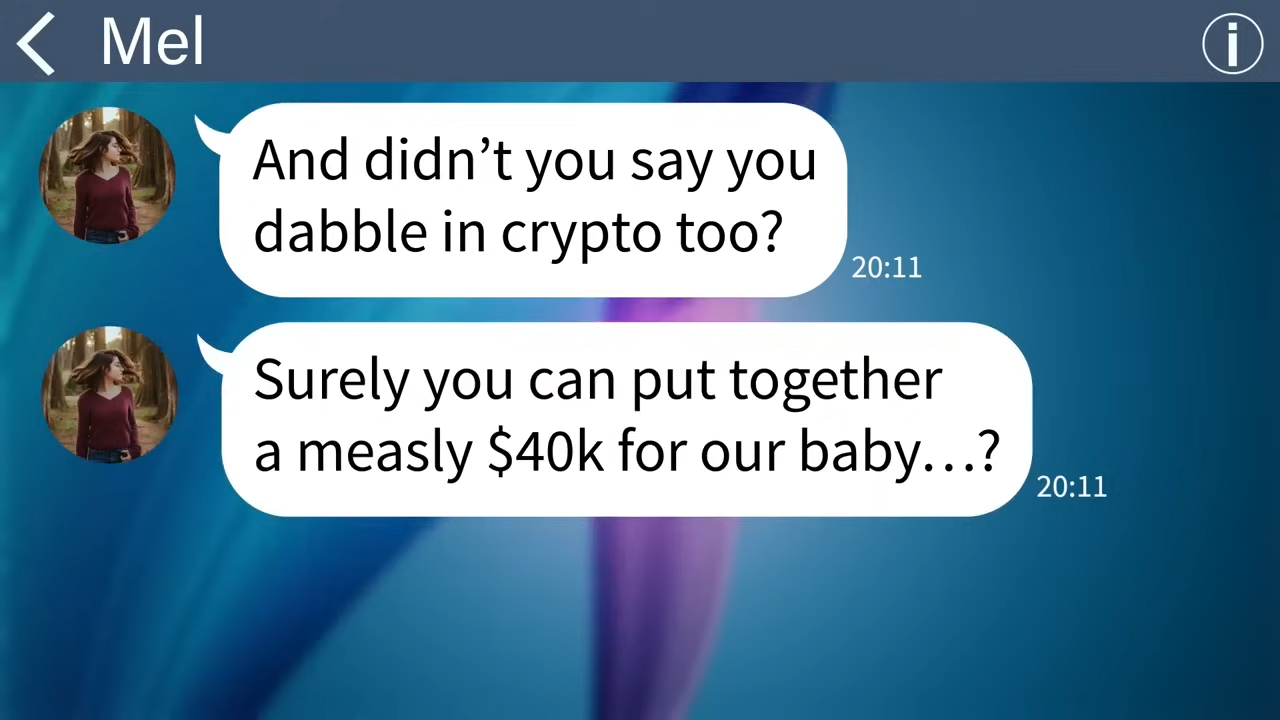 Mel
And didn’t you say you
dabble in crypto too?
20:11
Surely you can put together
a measly $40k for our baby…?
20:11